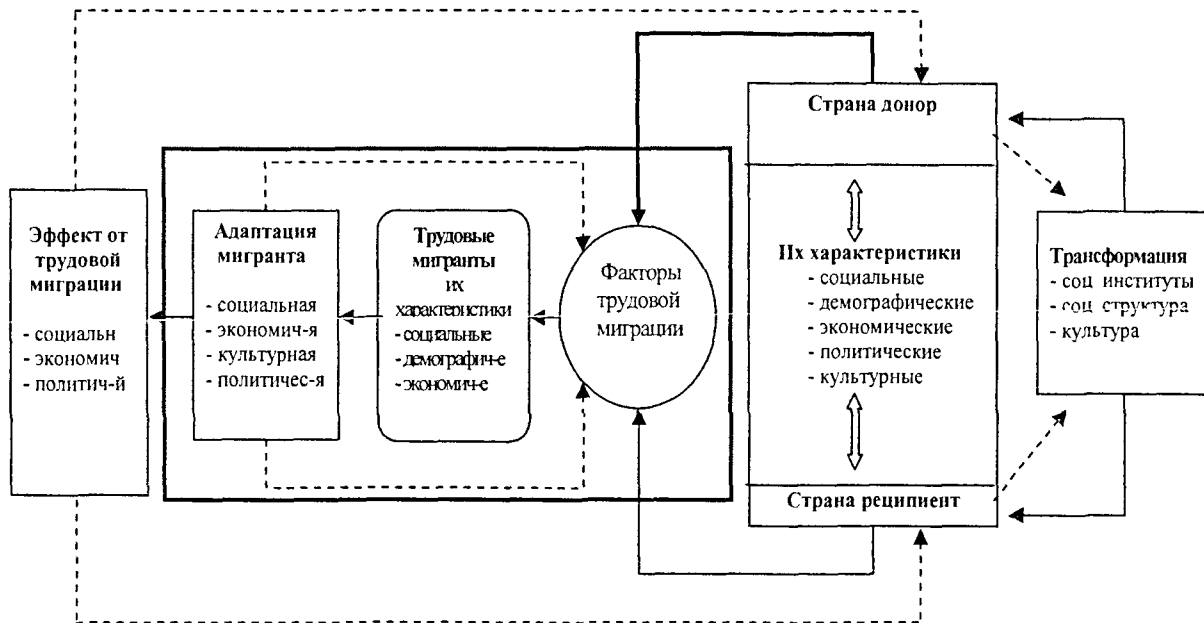 Эффект от
трудовой
миграции
- социальн
- экономич
- политич-й
Адаптация
мигранта
- социальная
- экономич-я
- культурная
- политичес-я
Трудовые
мигранты
их
характеристики
- социальные
- демографич-е
- экономич-е
Факторы
трудовой
миграции
Страна донор
Их характеристики
- социальные
- демографические
- экономические
- политические
- культурные
Страна реципиент
Трансформация
- соц институты
- соц структура
- культура